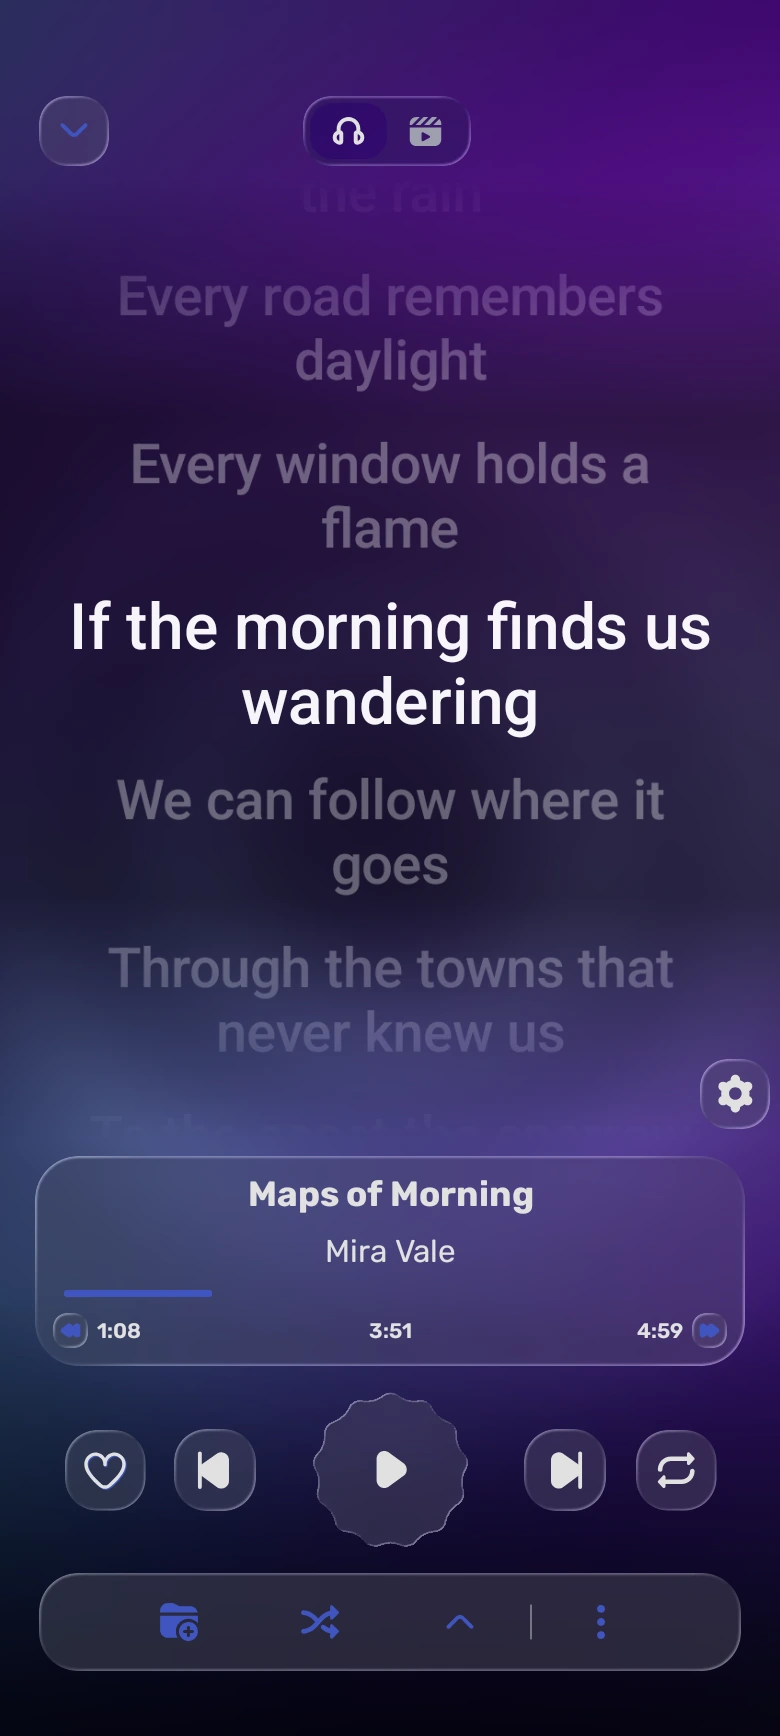 the rain
Every road remembers
daylight
Every window holds a
flame
If the morning finds us
wandering
We can follow where it
goes
Through the towns that
never knew us
Maps of Morning
Mira Vale
1:08 3:51 4:59